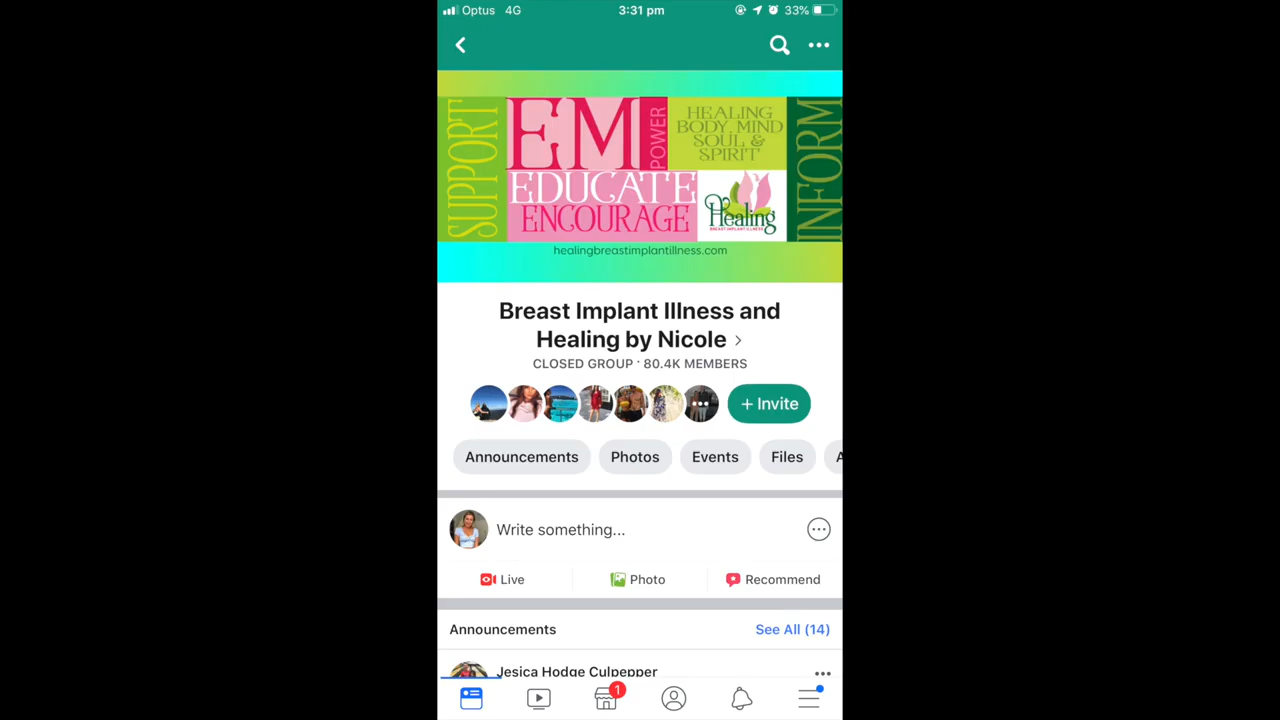 Optus 4G 3:31 pm 33%
SUPPORT
EM
POWER
HEALING
BODY, MIND
SOUL &
SPIRIT
INFORM
EDUCATE
ENCOURAGE
Healing
BREAST IMPLANT ILLNESS
healingbreastimplantillness.com
Breast Implant Illness and
Healing by Nicole
CLOSED GROUP · 80.4K MEMBERS
+ Invite
Announcements Photos Events Files A
Write something...
Live Photo Recommend
Announcements See All (14)
Jesica Hodge Culpepper
1